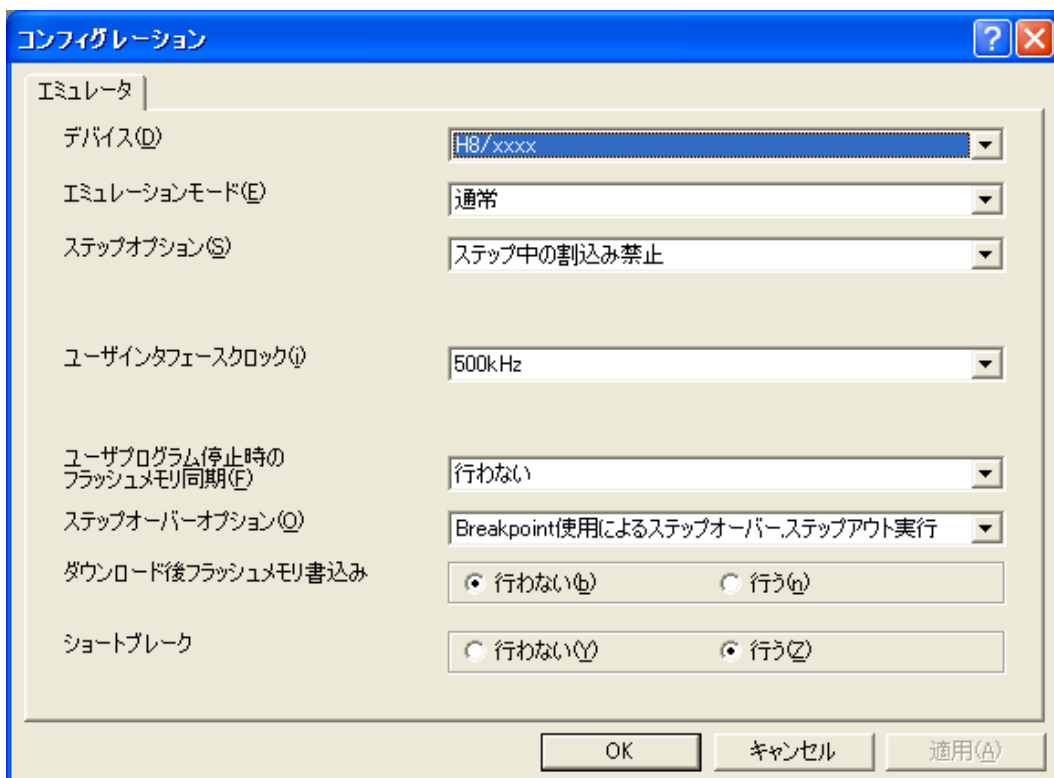 コンフィグレーション
エミュレータ
デバイス(D)
H8/xxxx
エミュレーションモード(E)
通常
ステップオプション(S)
ステップ中の割込み禁止
ユーザインタフェースクロック(i)
500kHz
ユーザプログラム停止時の
フラッシュメモリ同期(F)
行わない
ステップオーバーオプション(O)
Breakpoint使用によるステップオーバー,ステップアウト実行
ダウンロード後フラッシュメモリ書込み
行わない(b)
行う(n)
ショートブレーク
行わない(Y)
行う(Z)
OK
キャンセル
適用(A)